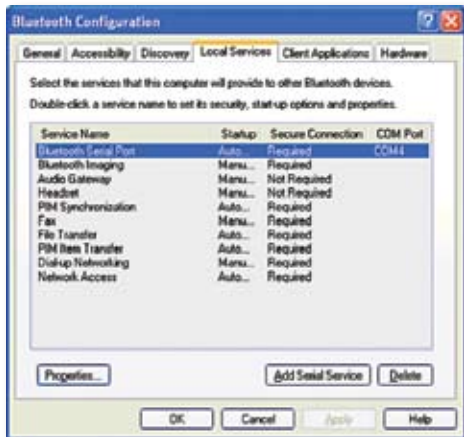 Bluetooth Configuration
General Accessibility Discovery Local Services Client Applications Hardware
Select the services that this computer will provide to other Bluetooth devices.
Double-click a service name to set its security, start-up options and properties.
Service Name Startup Secure Connection COM Port
Bluetooth Serial Port Auto... Required COM4
Bluetooth Imaging Manu... Required
Audio Gateway Manu... Not Required
Headset Manu... Not Required
PIM Synchronization Auto... Required
Fax Manu... Required
File Transfer Auto... Required
PIM Item Transfer Auto... Required
Dial-up Networking Manu... Required
Network Access Auto... Required
Properties... Add Serial Service Delete
OK Cancel Apply Help